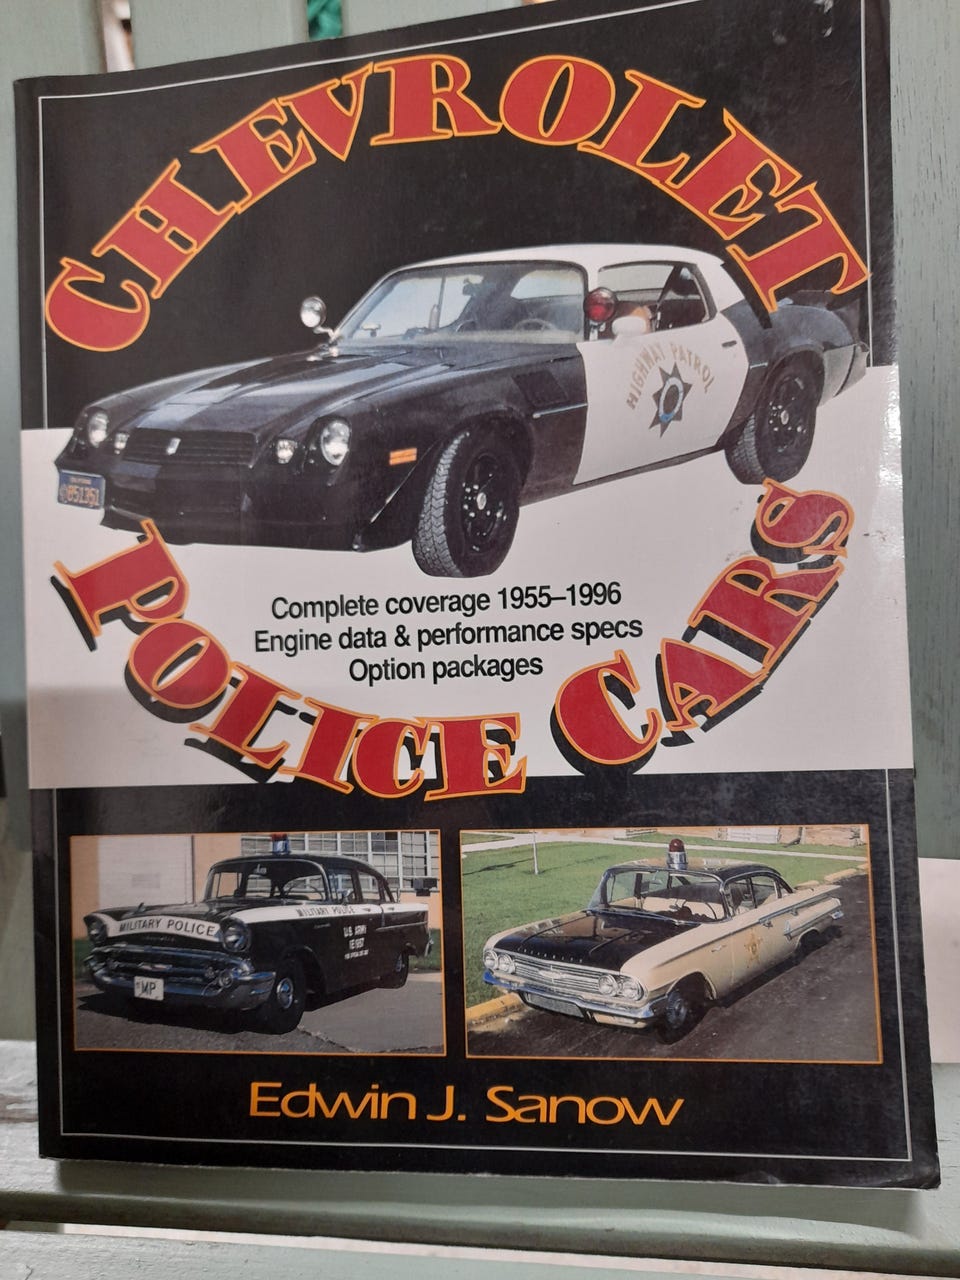 CHEVROLET
HIGHWAY PATROL
Complete coverage 1955–1996
Engine data & performance specs
Option packages
POLICE CARS
MILITARY POLICE
MILITARY POLICE
U.S. ARMY
MP
Edwin J. Sanow